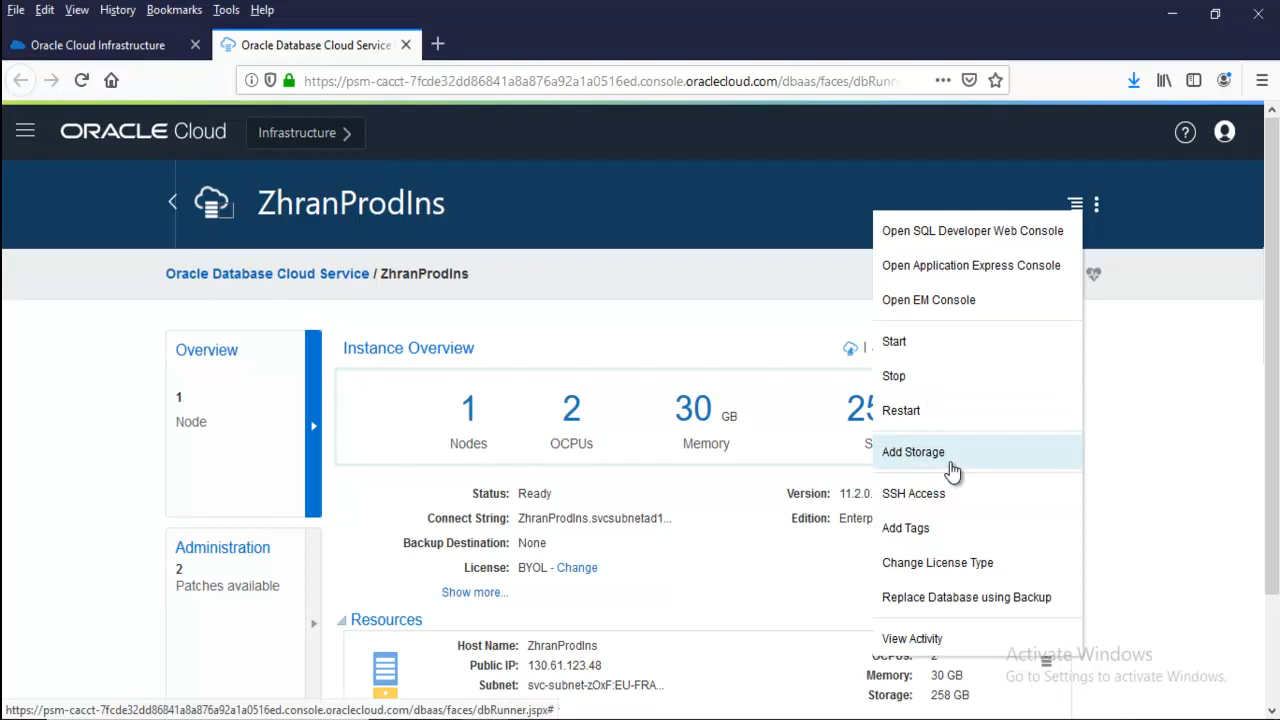 File Edit View History Bookmarks Tools Help
Oracle Cloud Infrastructure
Oracle Database Cloud Service
https://psm-cacct-7fcde32dd86841a8a876a92a1a0516ed.console.oraclecloud.com/dbaas/faces/dbRunn
ORACLE Cloud
Infrastructure
ZhranProdIns
Oracle Database Cloud Service / ZhranProdIns
Open SQL Developer Web Console
Open Application Express Console
Open EM Console
Start
Stop
Restart
Add Storage
SSH Access
Add Tags
Change License Type
Replace Database using Backup
View Activity
Overview
1
Node
Administration
2
Patches available
Instance Overview
1 2 30 GB 25
Nodes OCPUs Memory S
Status: Ready
Version: 11.2.0.
Connect String: ZhranProdIns.svcsubnetad1...
Edition: Enterp
Backup Destination: None
License: BYOL - Change
Show more...
Resources
Host Name: ZhranProdIns
Public IP: 130.61.123.48
Subnet: svc-subnet-zOxF:EU-FRA...
OCPUs: 2
Memory: 30 GB
Storage: 258 GB
Activate Windows
Go to Settings to activate Windows.
https://psm-cacct-7fcde32dd86841a8a876a92a1a0516ed.console.oraclecloud.com/dbaas/faces/dbRunner.jspx#